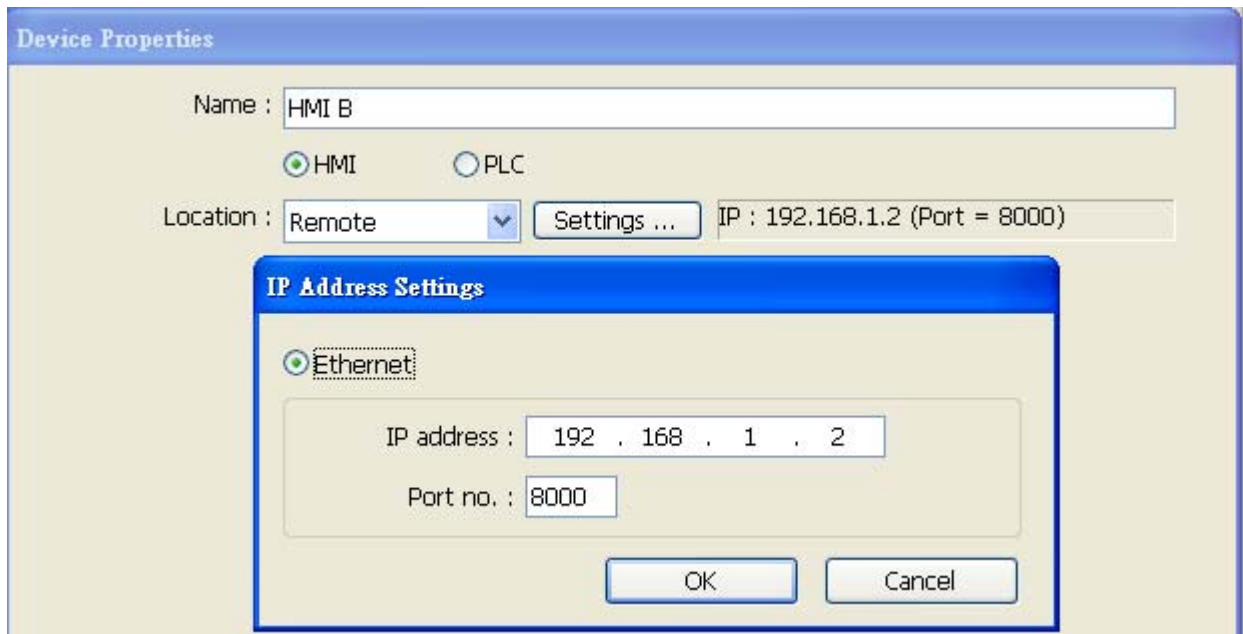 Device Properties
Name : HMI B
HMI PLC
Location : Remote Settings ... IP : 192.168.1.2 (Port = 8000)
IP Address Settings
Ethernet
IP address : 192 . 168 . 1 . 2
Port no. : 8000
OK Cancel